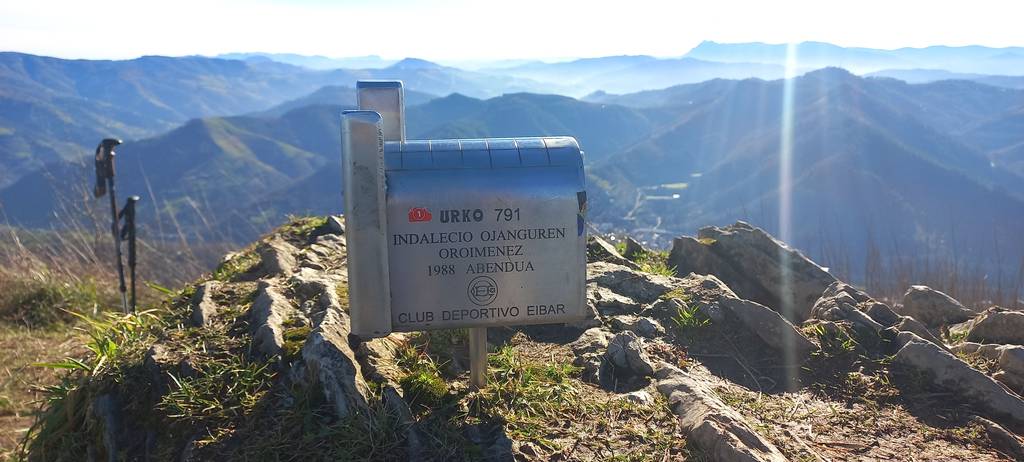 URKO 791
INDALECIO OJANGUREN
OROIMENEZ
1988 ABENDUA
CLUB DEPORTIVO EIBAR